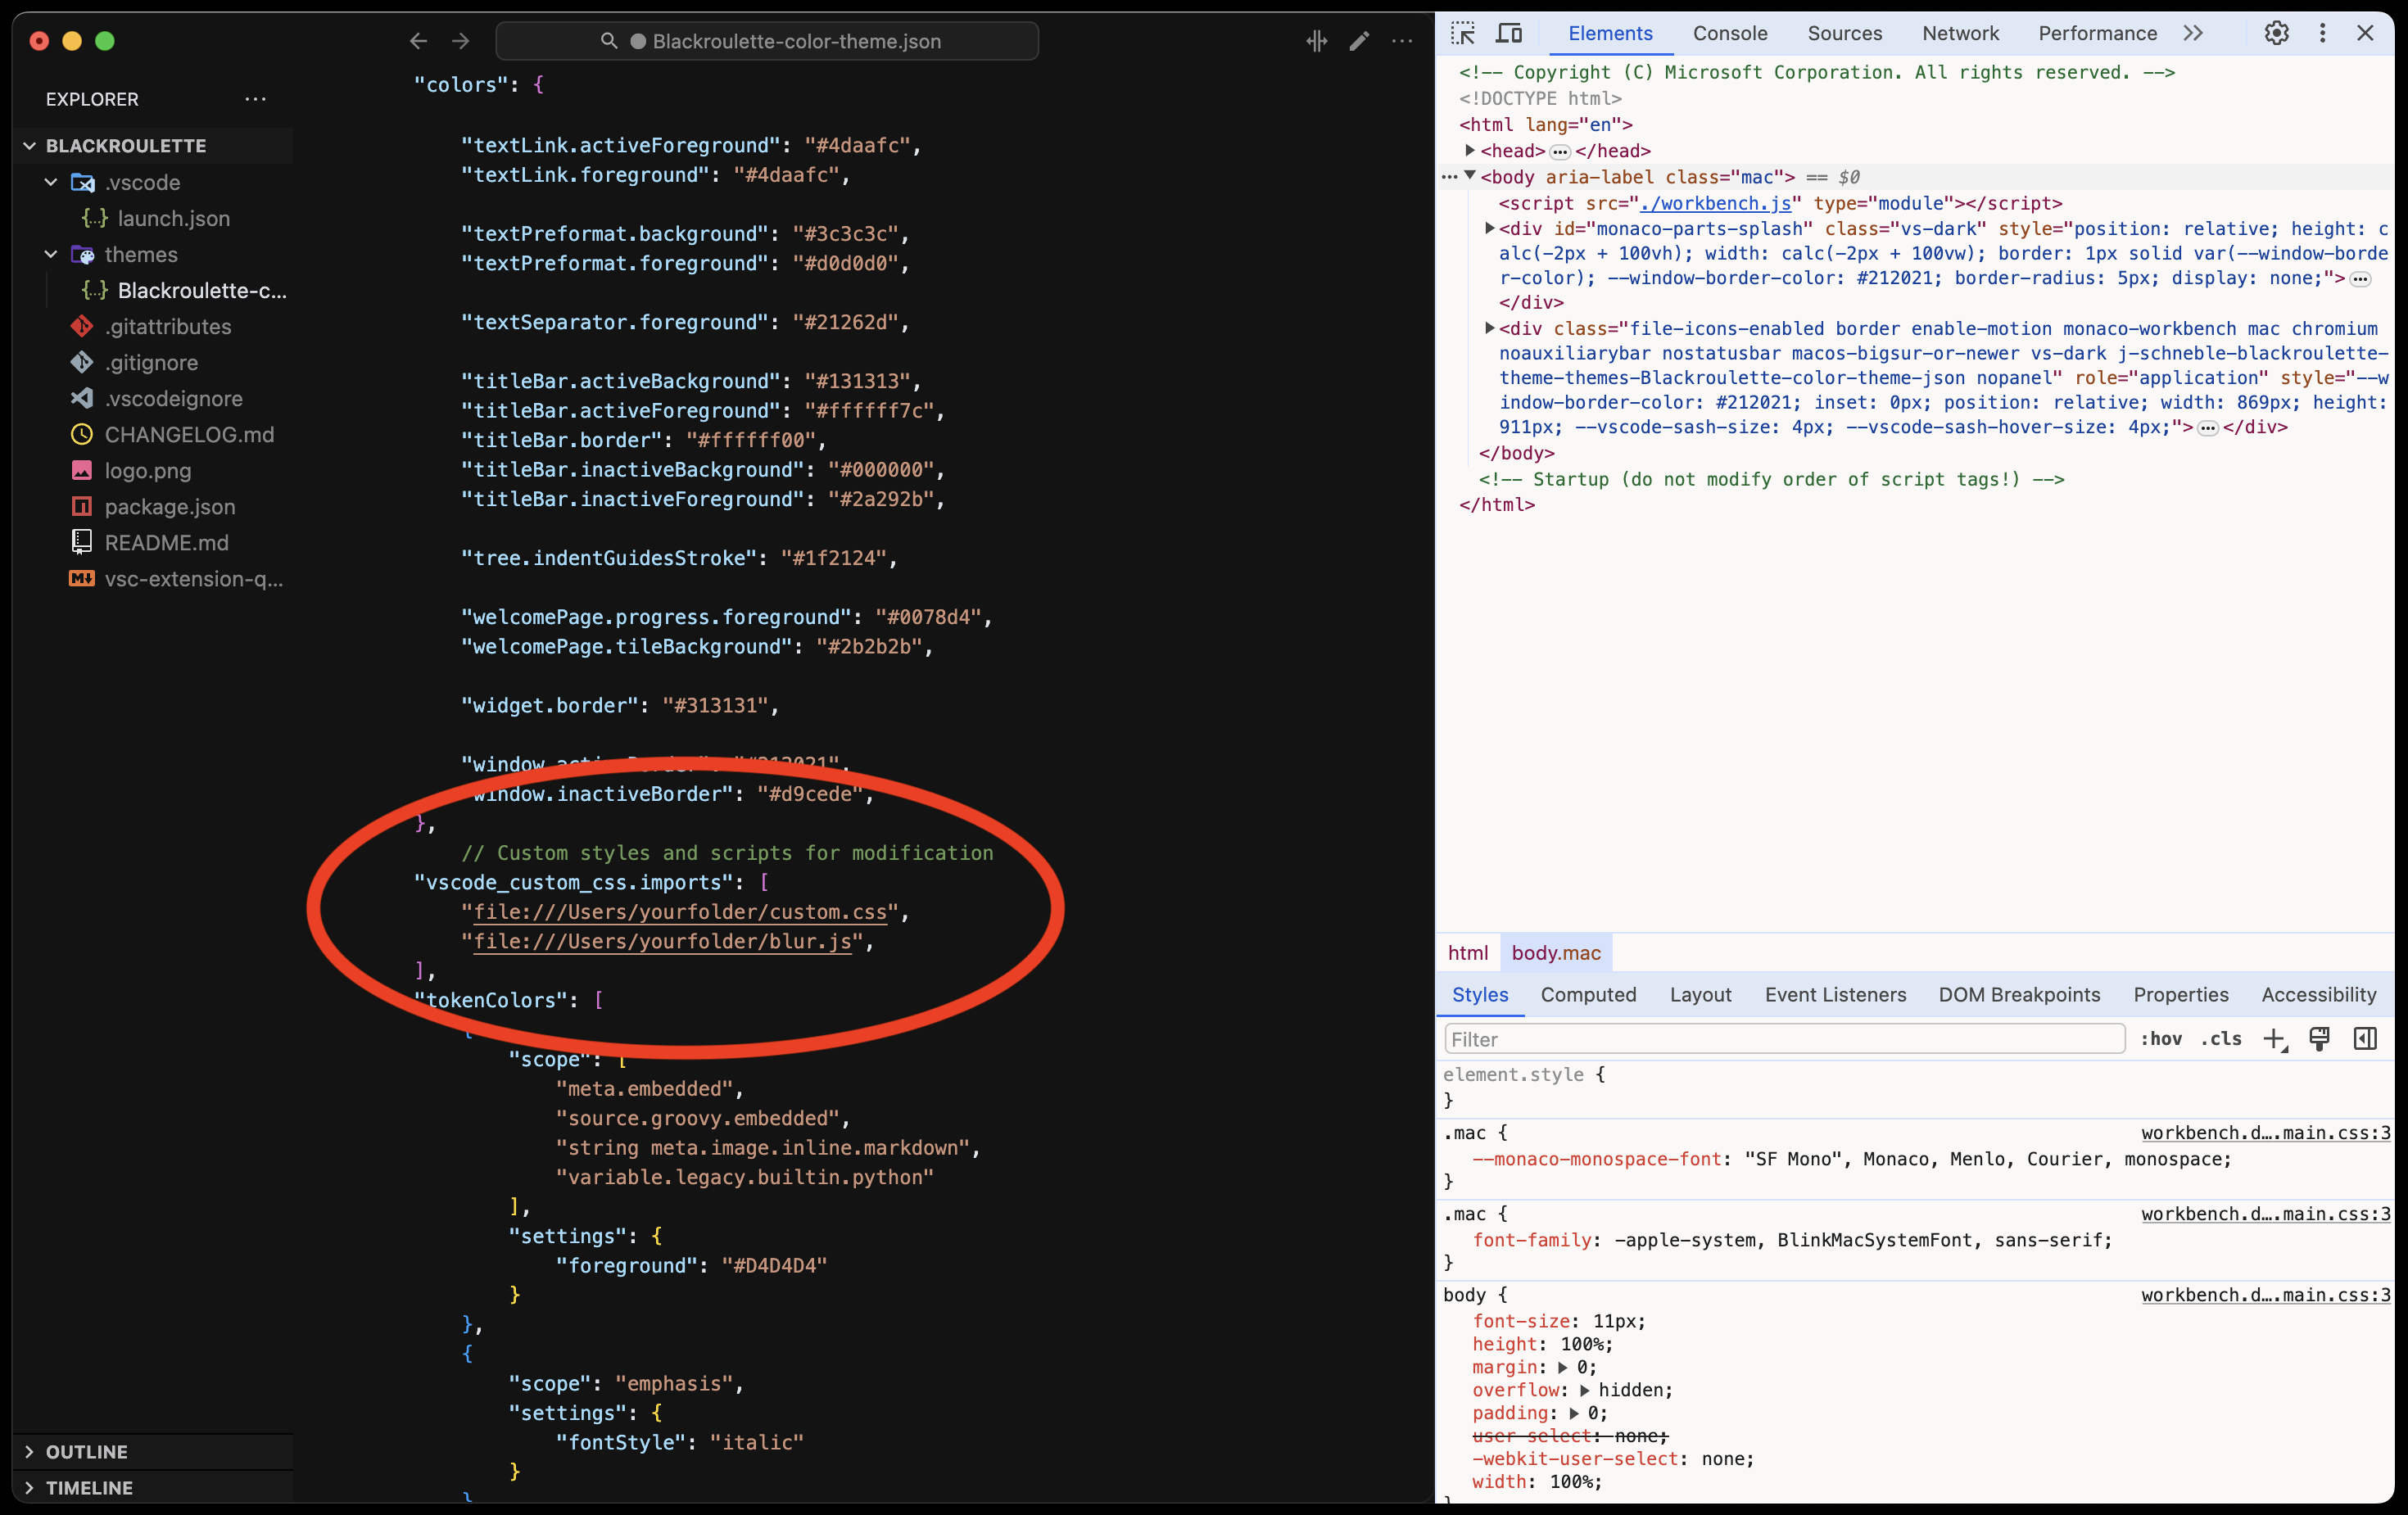 Blackroulette-color-theme.json
EXPLORER
BLACKROULETTE
.vscode
launch.json
themes
Blackroulette-c...
.gitattributes
.gitignore
.vscodeignore
CHANGELOG.md
logo.png
package.json
README.md
vsc-extension-q...
OUTLINE
TIMELINE
"colors": {
"textLink.activeForeground": "#4daafc",
"textLink.foreground": "#4daafc",
"textPreformat.background": "#3c3c3c",
"textPreformat.foreground": "#d0d0d0",
"textSeparator.foreground": "#21262d",
"titleBar.activeBackground": "#131313",
"titleBar.activeForeground": "#ffffff7c",
"titleBar.border": "#ffffff00",
"titleBar.inactiveBackground": "#000000",
"titleBar.inactiveForeground": "#2a292b",
"tree.indentGuidesStroke": "#1f2124",
"welcomePage.progress.foreground": "#0078d4",
"welcomePage.tileBackground": "#2b2b2b",
"widget.border": "#313131",
"window.activeBorder": "#212021",
"window.inactiveBorder": "#d9cede",
},
// Custom styles and scripts for modification
"vscode_custom_css.imports": [
"file:///Users/yourfolder/custom.css",
"file:///Users/yourfolder/blur.js",
],
"tokenColors": [
{
"scope": [
"meta.embedded",
"source.groovy.embedded",
"string meta.image.inline.markdown",
"variable.legacy.builtin.python"
],
"settings": {
"foreground": "#D4D4D4"
}
},
{
"scope": "emphasis",
"settings": {
"fontStyle": "italic"
}
}
Elements Console Sources Network Performance
<!-- Copyright (C) Microsoft Corporation. All rights reserved. -->
<!DOCTYPE html>
<html lang="en">
<head>…</head>
<body aria-label class="mac"> == $0
<script src="./workbench.js" type="module"></script>
<div id="monaco-parts-splash" class="vs-dark" style="position: relative; height: c
alc(-2px + 100vh); width: calc(-2px + 100vw); border: 1px solid var(--window-borde
r-color); --window-border-color: #212021; border-radius: 5px; display: none;">…
</div>
<div class="file-icons-enabled border enable-motion monaco-workbench mac chromium
noauxiliarybar nostatusbar macos-bigsur-or-newer vs-dark j-schneble-blackroulette-
theme-themes-Blackroulette-color-theme-json nopanel" role="application" style="--w
indow-border-color: #212021; inset: 0px; position: relative; width: 869px; height:
911px; --vscode-sash-size: 4px; --vscode-sash-hover-size: 4px;">…</div>
</body>
<!-- Startup (do not modify order of script tags!) -->
</html>
html body.mac
Styles Computed Layout Event Listeners DOM Breakpoints Properties Accessibility
Filter :hov .cls
element.style {
}
.mac { workbench.d….main.css:3
--monaco-monospace-font: "SF Mono", Monaco, Menlo, Courier, monospace;
}
.mac { workbench.d….main.css:3
font-family: -apple-system, BlinkMacSystemFont, sans-serif;
}
body { workbench.d….main.css:3
font-size: 11px;
height: 100%;
margin: 0;
overflow: hidden;
padding: 0;
user-select: none;
-webkit-user-select: none;
width: 100%;
}